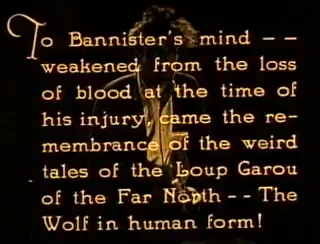 To Bannister's mind --
weakened from the loss
of blood at the time of
his injury, came the re-
membrance of the weird
tales of the Loup Garou
of the Far North -- The
Wolf in human form!